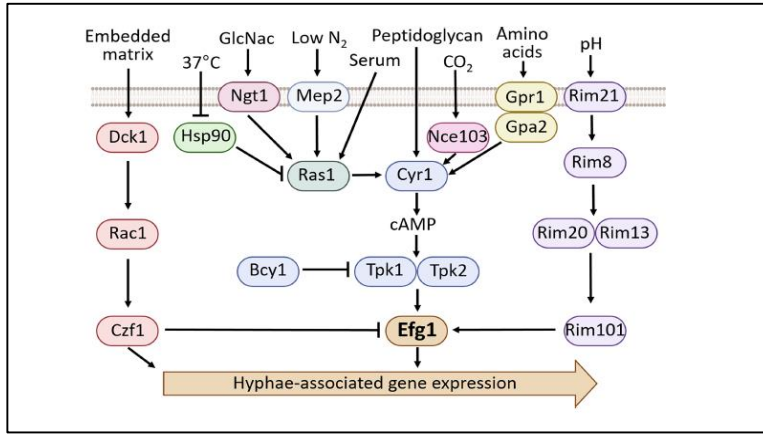 Embedded
matrix
37°C
GlcNac
Low N₂
Serum
Peptidoglycan
CO₂
Amino
acids
pH
Ngt1
Mep2
Gpr1
Rim21
Dck1
Hsp90
Nce103
Gpa2
Ras1
Cyr1
Rim8
cAMP
Rac1
Rim20
Rim13
Bcy1
Tpk1
Tpk2
Czf1
Efg1
Rim101
Hyphae-associated gene expression